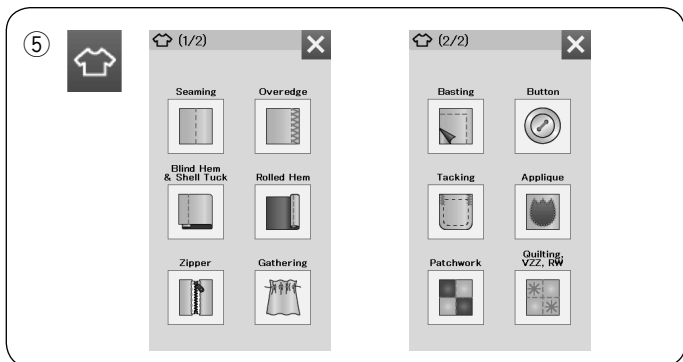 ⑤
(1/2)
Seaming Overedge
Blind Hem
& Shell Tuck Rolled Hem
Zipper Gathering
(2/2)
Basting Button
Tacking Applique
Patchwork Quilting,
VZZ, RW